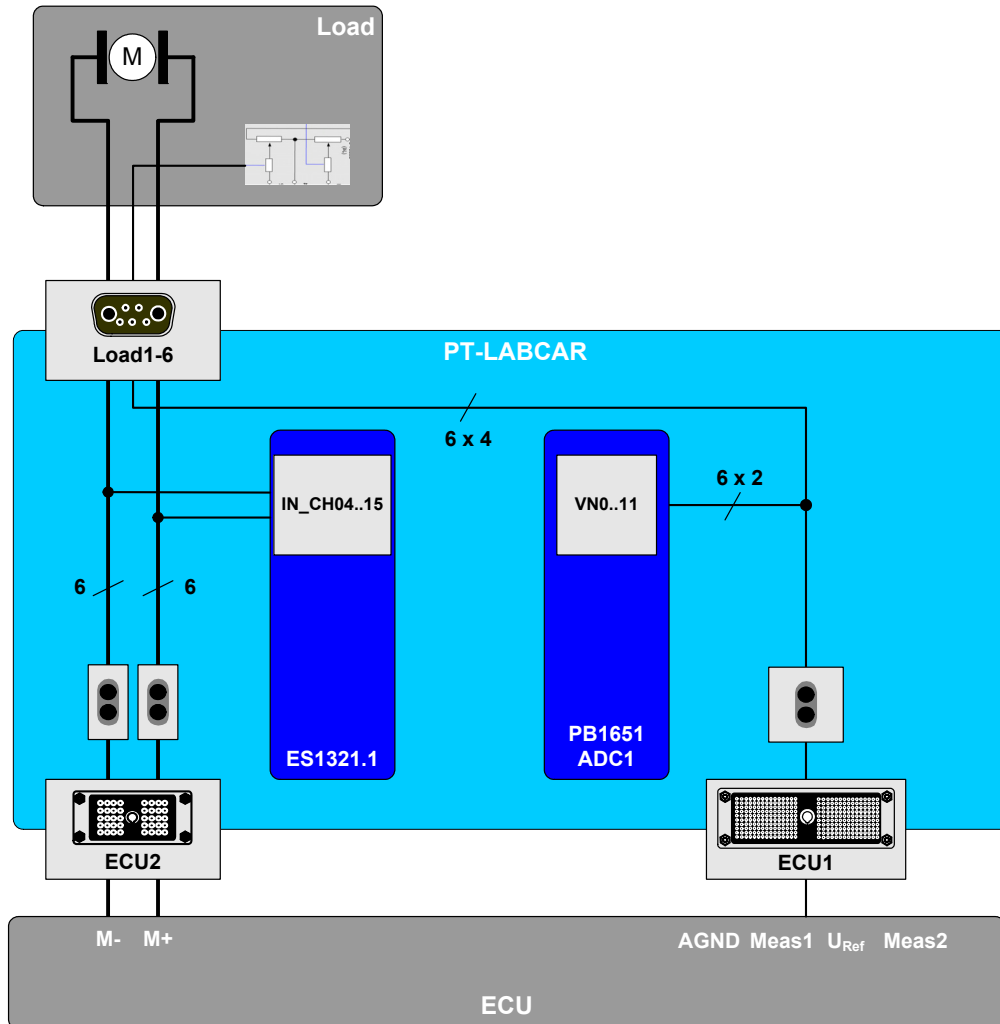 Load
M
Load1-6
PT-LABCAR
6 x 4
6 x 2
IN_CH04..15
VN0..11
6
6
ES1321.1
PB1651
ADC1
ECU2
ECU1
M- M+
AGND Meas1 URef Meas2
ECU